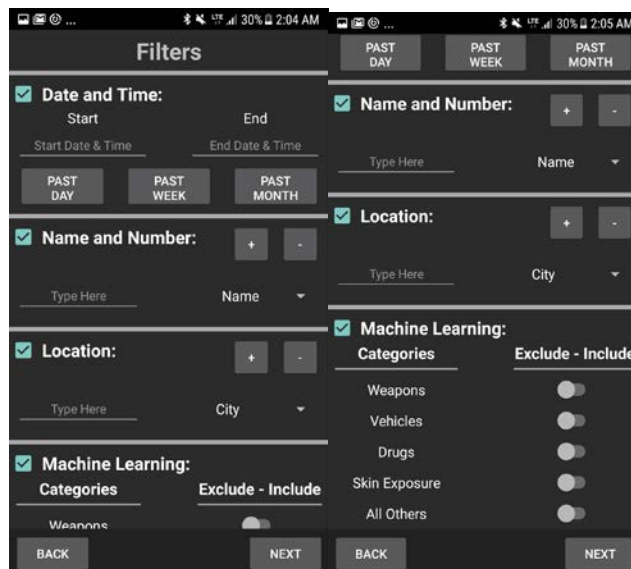 ... 30% 2:04 AM
Filters
Date and Time:
Start End
Start Date & Time End Date & Time
PAST DAY PAST WEEK PAST MONTH
Name and Number: + -
Type Here Name
Location: + -
Type Here City
Machine Learning:
Categories Exclude - Include
Weapons
BACK NEXT
... LTE 30% 2:05 AM
PAST DAY PAST WEEK PAST MONTH
Name and Number: + -
Type Here Name
Location: + -
Type Here City
Machine Learning:
Categories Exclude - Include
Weapons
Vehicles
Drugs
Skin Exposure
All Others
BACK NEXT